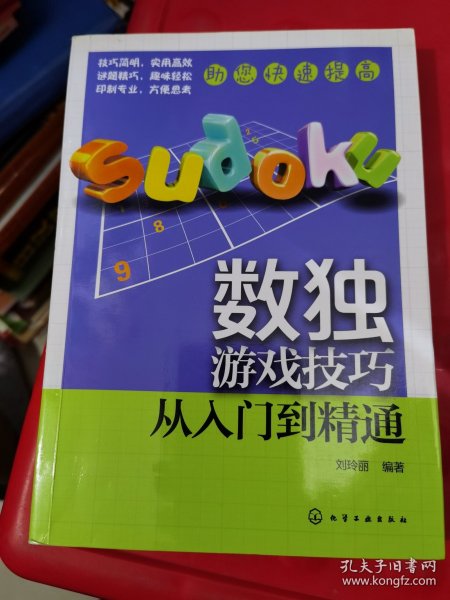 技巧简明，实用高效
谜题精巧，趣味轻松
印制专业，方便思考
助您快速提高
Sudoku
2
8
9
数独
游戏技巧
从入门到精通
刘玲丽 编著
化学工业出版社
孔夫子旧书网
www.kongfz.com